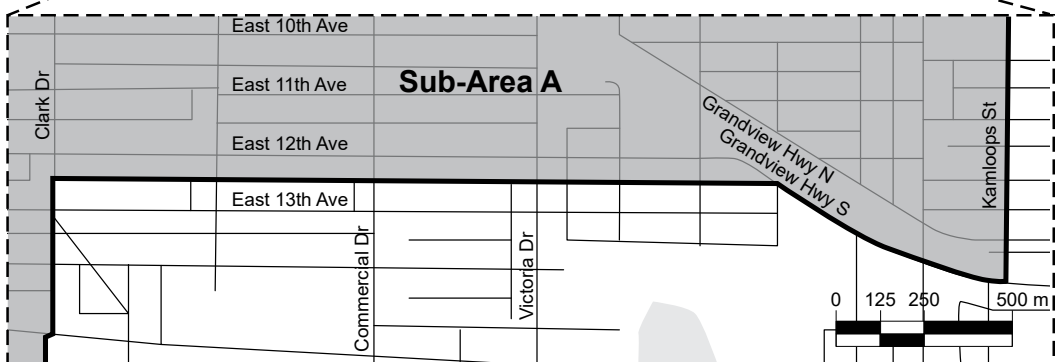 East 10th Ave
Sub-Area A
East 11th Ave
Clark Dr
Grandview Hwy N
Grandview Hwy S
East 12th Ave
Kamloops St
East 13th Ave
Commercial Dr
Victoria Dr
0 125 250 500 m